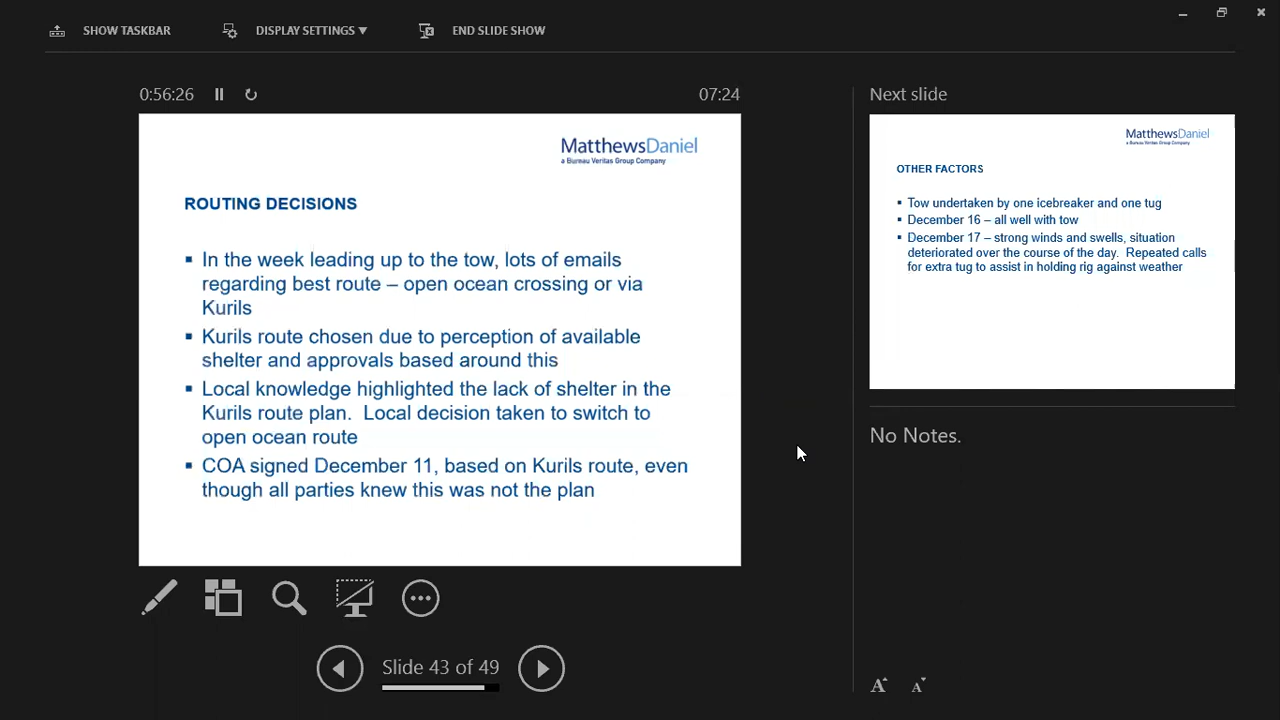 SHOW TASKBAR
DISPLAY SETTINGS ▼
END SLIDE SHOW
0:56:26
07:24
MatthewsDaniel
a Bureau Veritas Group Company
ROUTING DECISIONS
▪ In the week leading up to the tow, lots of emails
regarding best route – open ocean crossing or via
Kurils
▪ Kurils route chosen due to perception of available
shelter and approvals based around this
▪ Local knowledge highlighted the lack of shelter in the
Kurils route plan. Local decision taken to switch to
open ocean route
▪ COA signed December 11, based on Kurils route, even
though all parties knew this was not the plan
Slide 43 of 49
Next slide
MatthewsDaniel
a Bureau Veritas Group Company
OTHER FACTORS
▪ Tow undertaken by one icebreaker and one tug
▪ December 16 – all well with tow
▪ December 17 – strong winds and swells, situation
deteriorated over the course of the day. Repeated calls
for extra tug to assist in holding rig against weather
No Notes.
A A